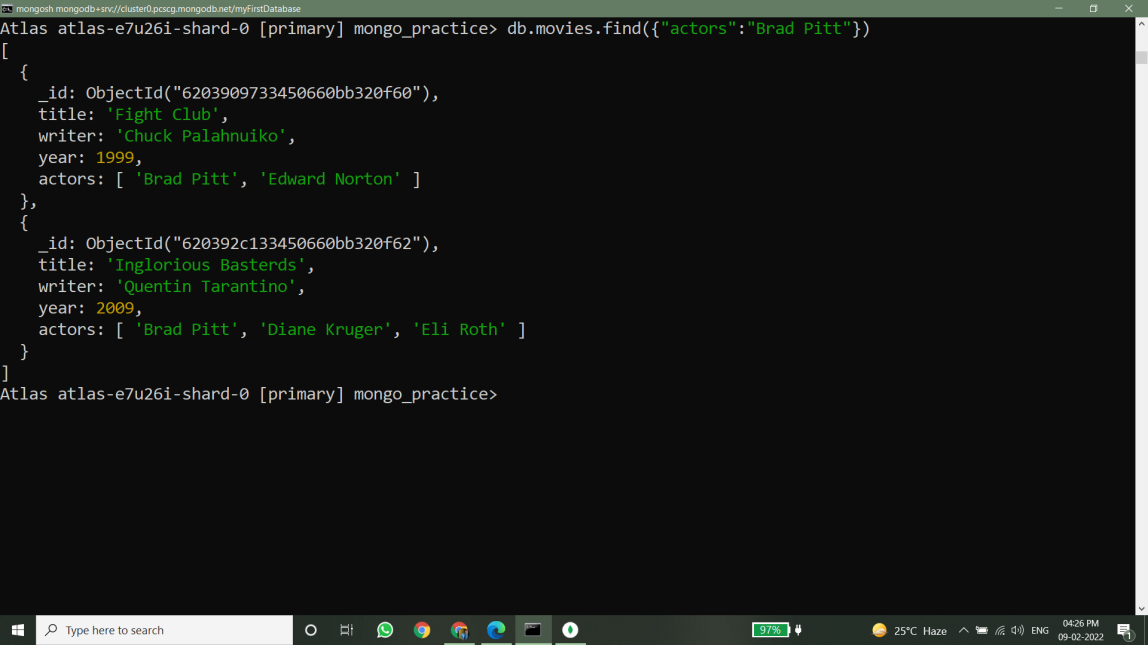 mongosh mongodb+srv://cluster0.pcscg.mongodb.net/myFirstDatabase
Atlas atlas-e7u26i-shard-0 [primary] mongo_practice> db.movies.find({"actors":"Brad Pitt"})
[
  {
    _id: ObjectId("6203909733450660bb320f60"),
    title: 'Fight Club',
    writer: 'Chuck Palahnuiko',
    year: 1999,
    actors: [ 'Brad Pitt', 'Edward Norton' ]
  },
  {
    _id: ObjectId("620392c133450660bb320f62"),
    title: 'Inglorious Basterds',
    writer: 'Quentin Tarantino',
    year: 2009,
    actors: [ 'Brad Pitt', 'Diane Kruger', 'Eli Roth' ]
  }
]
Atlas atlas-e7u26i-shard-0 [primary] mongo_practice>
Type here to search
97%
25°C Haze
ENG
04:26 PM
09-02-2022
1